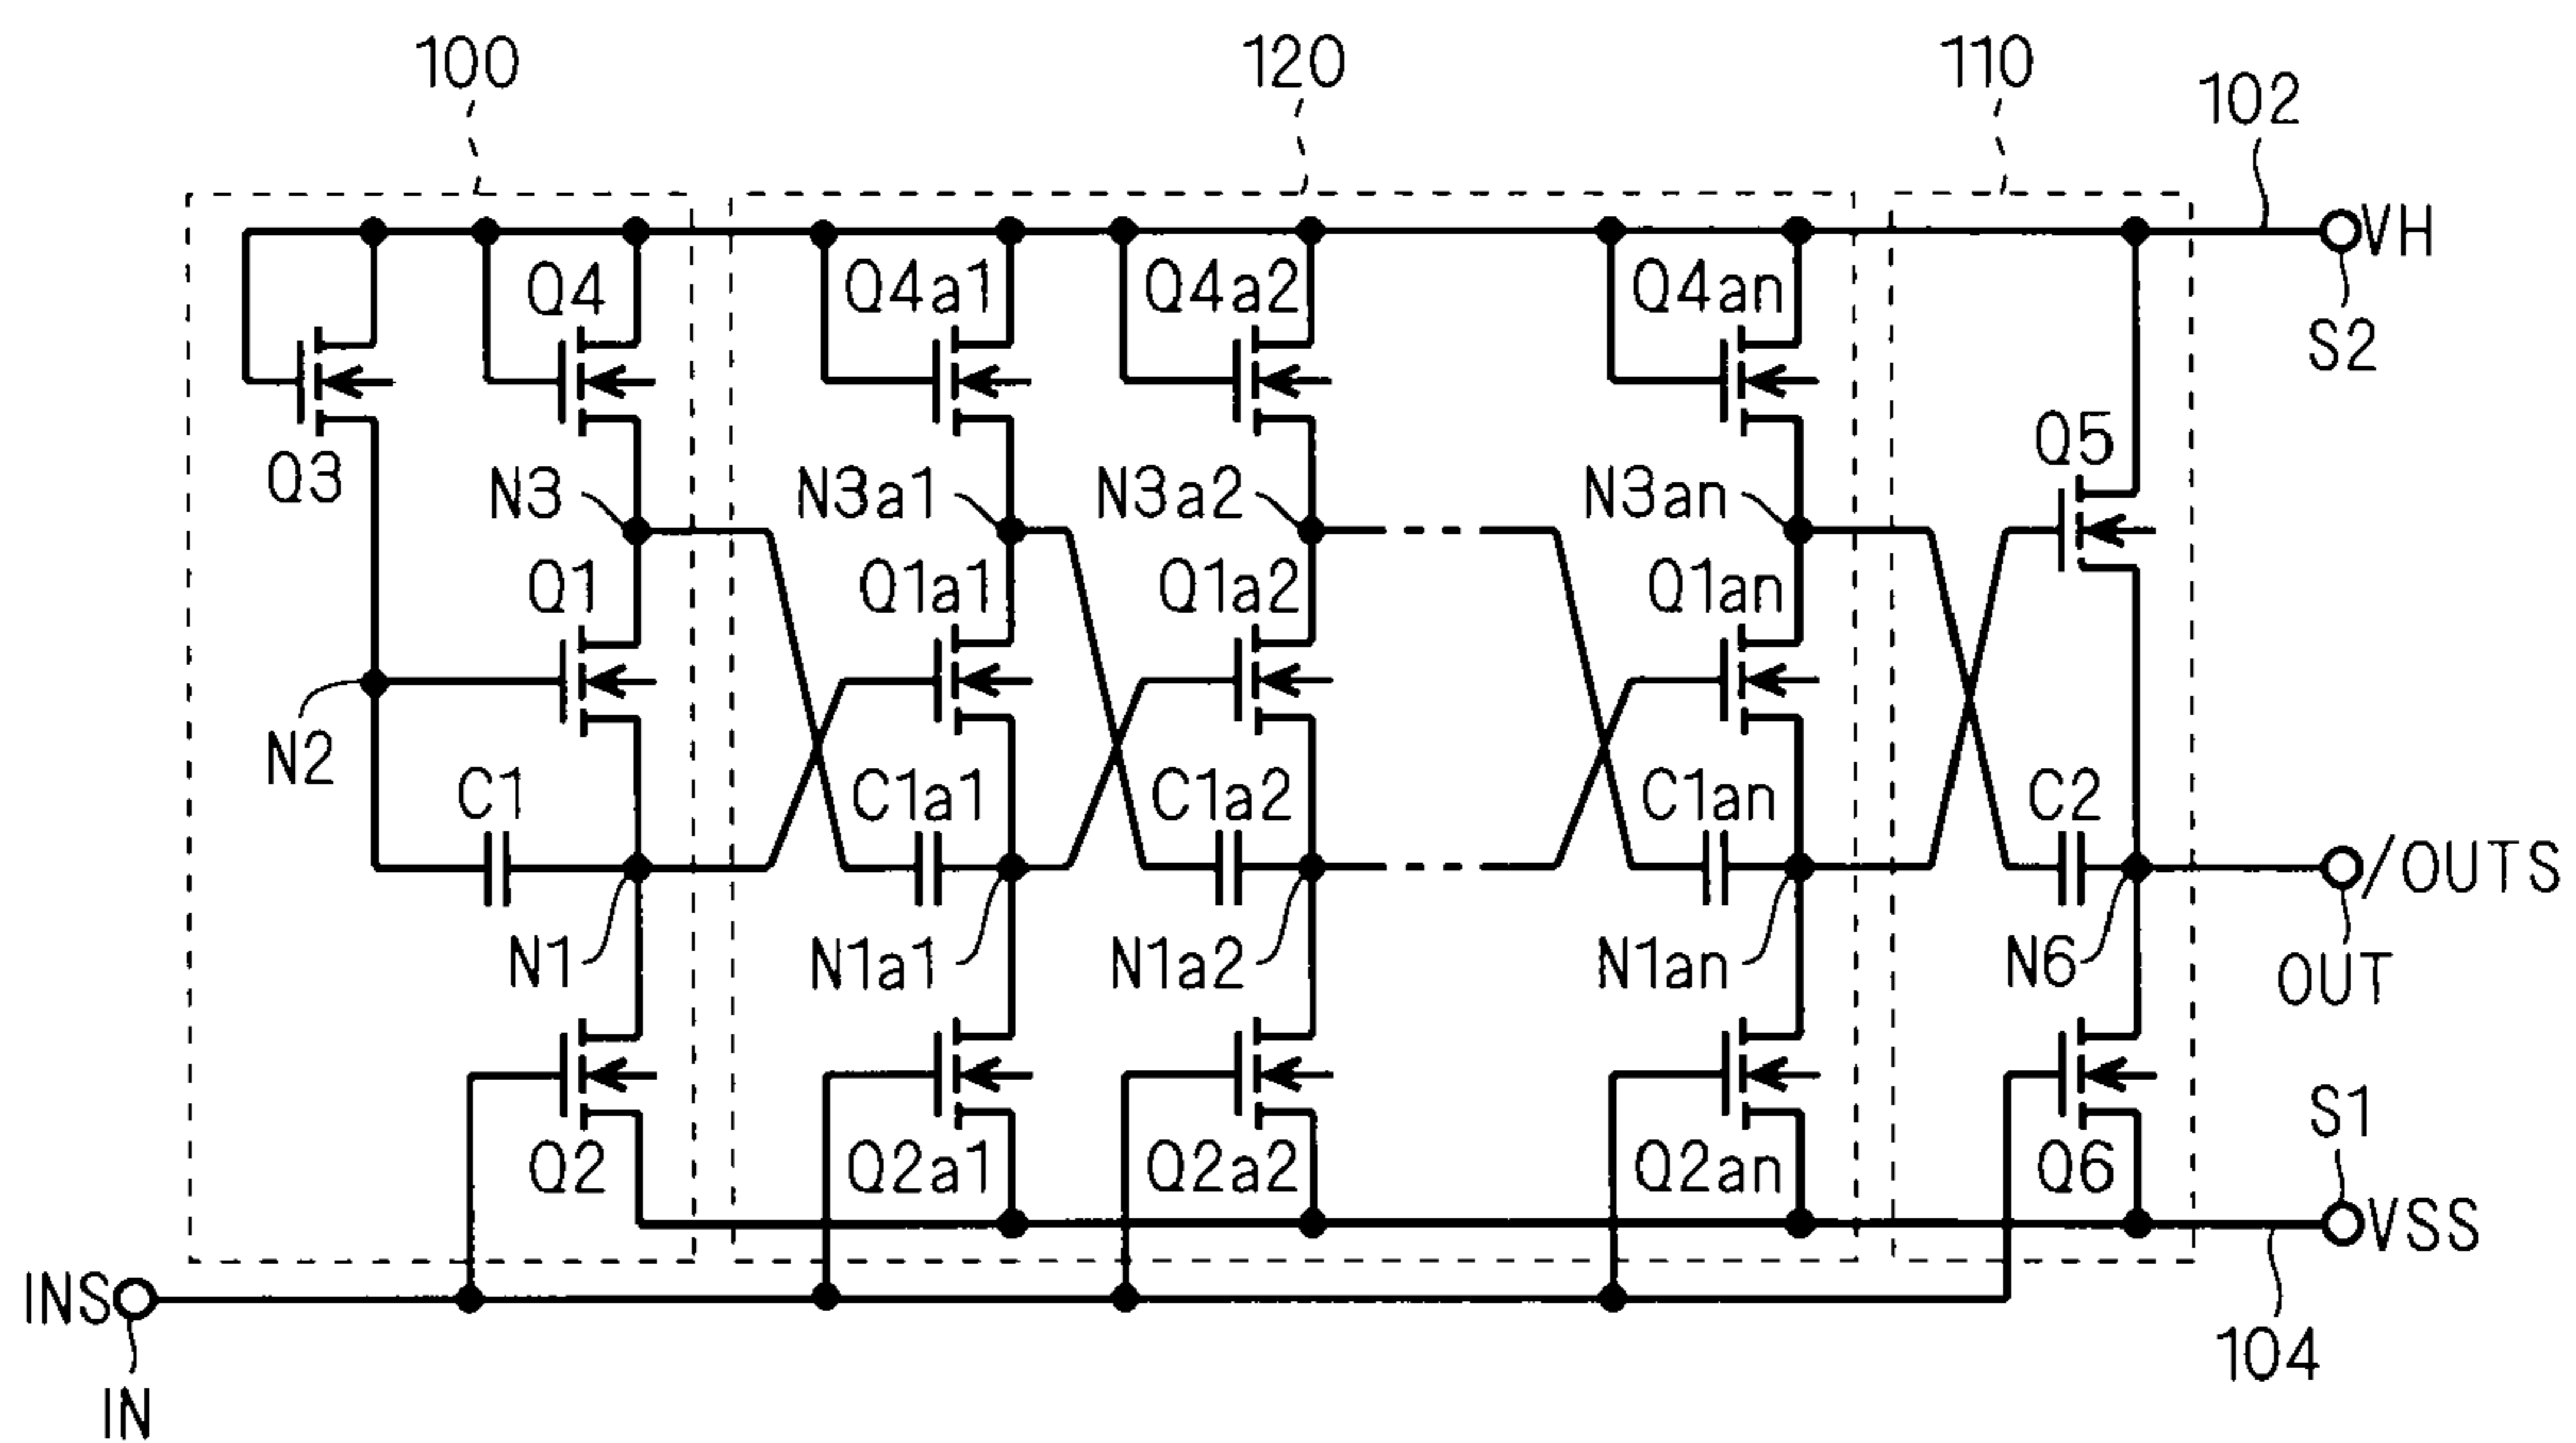 100 120 110
102
VH
Q4 Q4a1 Q4a2 Q4an
S2
Q5
Q3 N3 N3a1 N3a2 N3an
Q1 Q1a1 Q1a2 Q1an
N2
C1 C1a1 C1a2 C1an C2
/OUTS
N1 N1a1 N1a2 N1an N6
OUT
S1
Q2 Q2a1 Q2a2 Q2an Q6
VSS
INS
104
IN